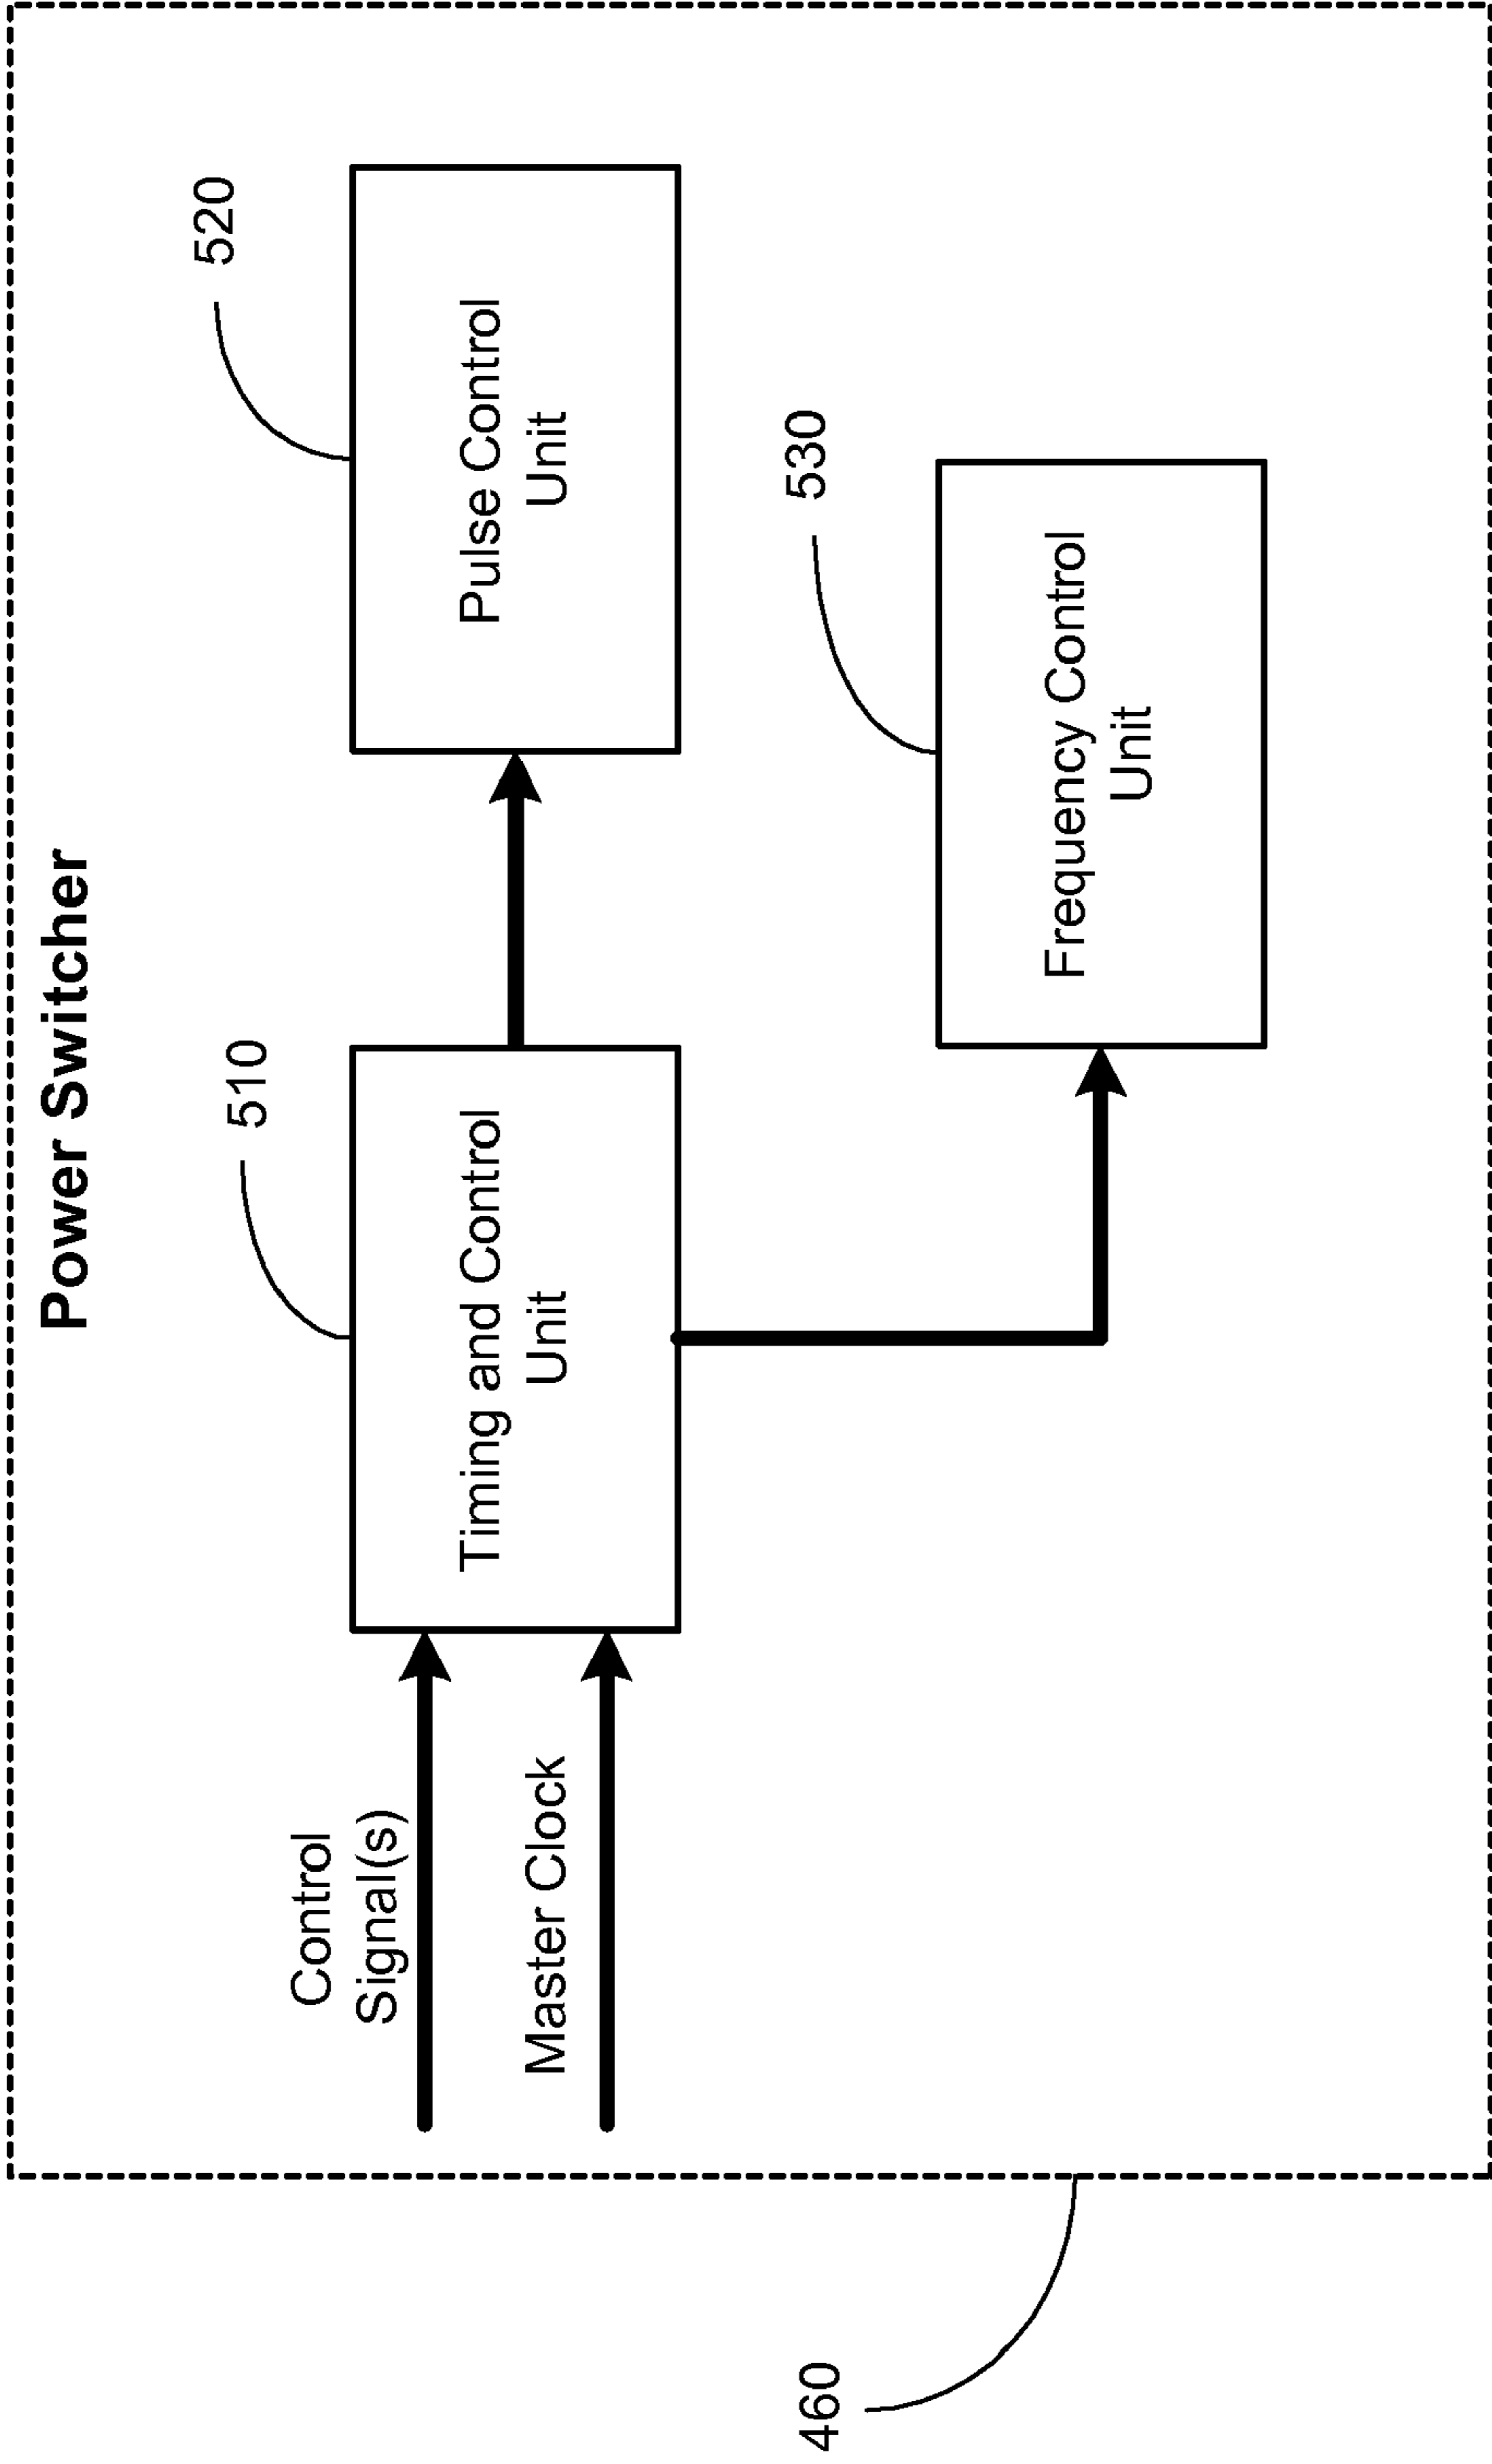 Power Switcher
510
520
Control
Signal(s)
Timing and Control
Unit
Pulse Control
Unit
Master Clock
530
Frequency Control
Unit
460